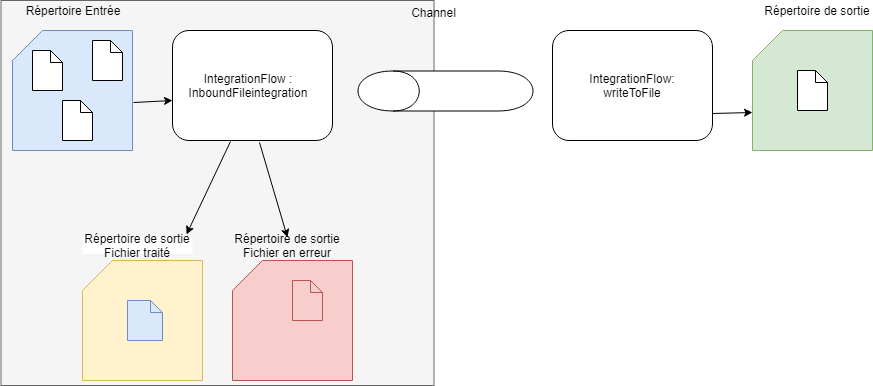 Répertoire Entrée
Channel
Répertoire de sortie
IntegrationFlow :
InboundFileintegration
IntegrationFlow:
writeToFile
Répertoire de sortie
Fichier traité
Répertoire de sortie
Fichier en erreur